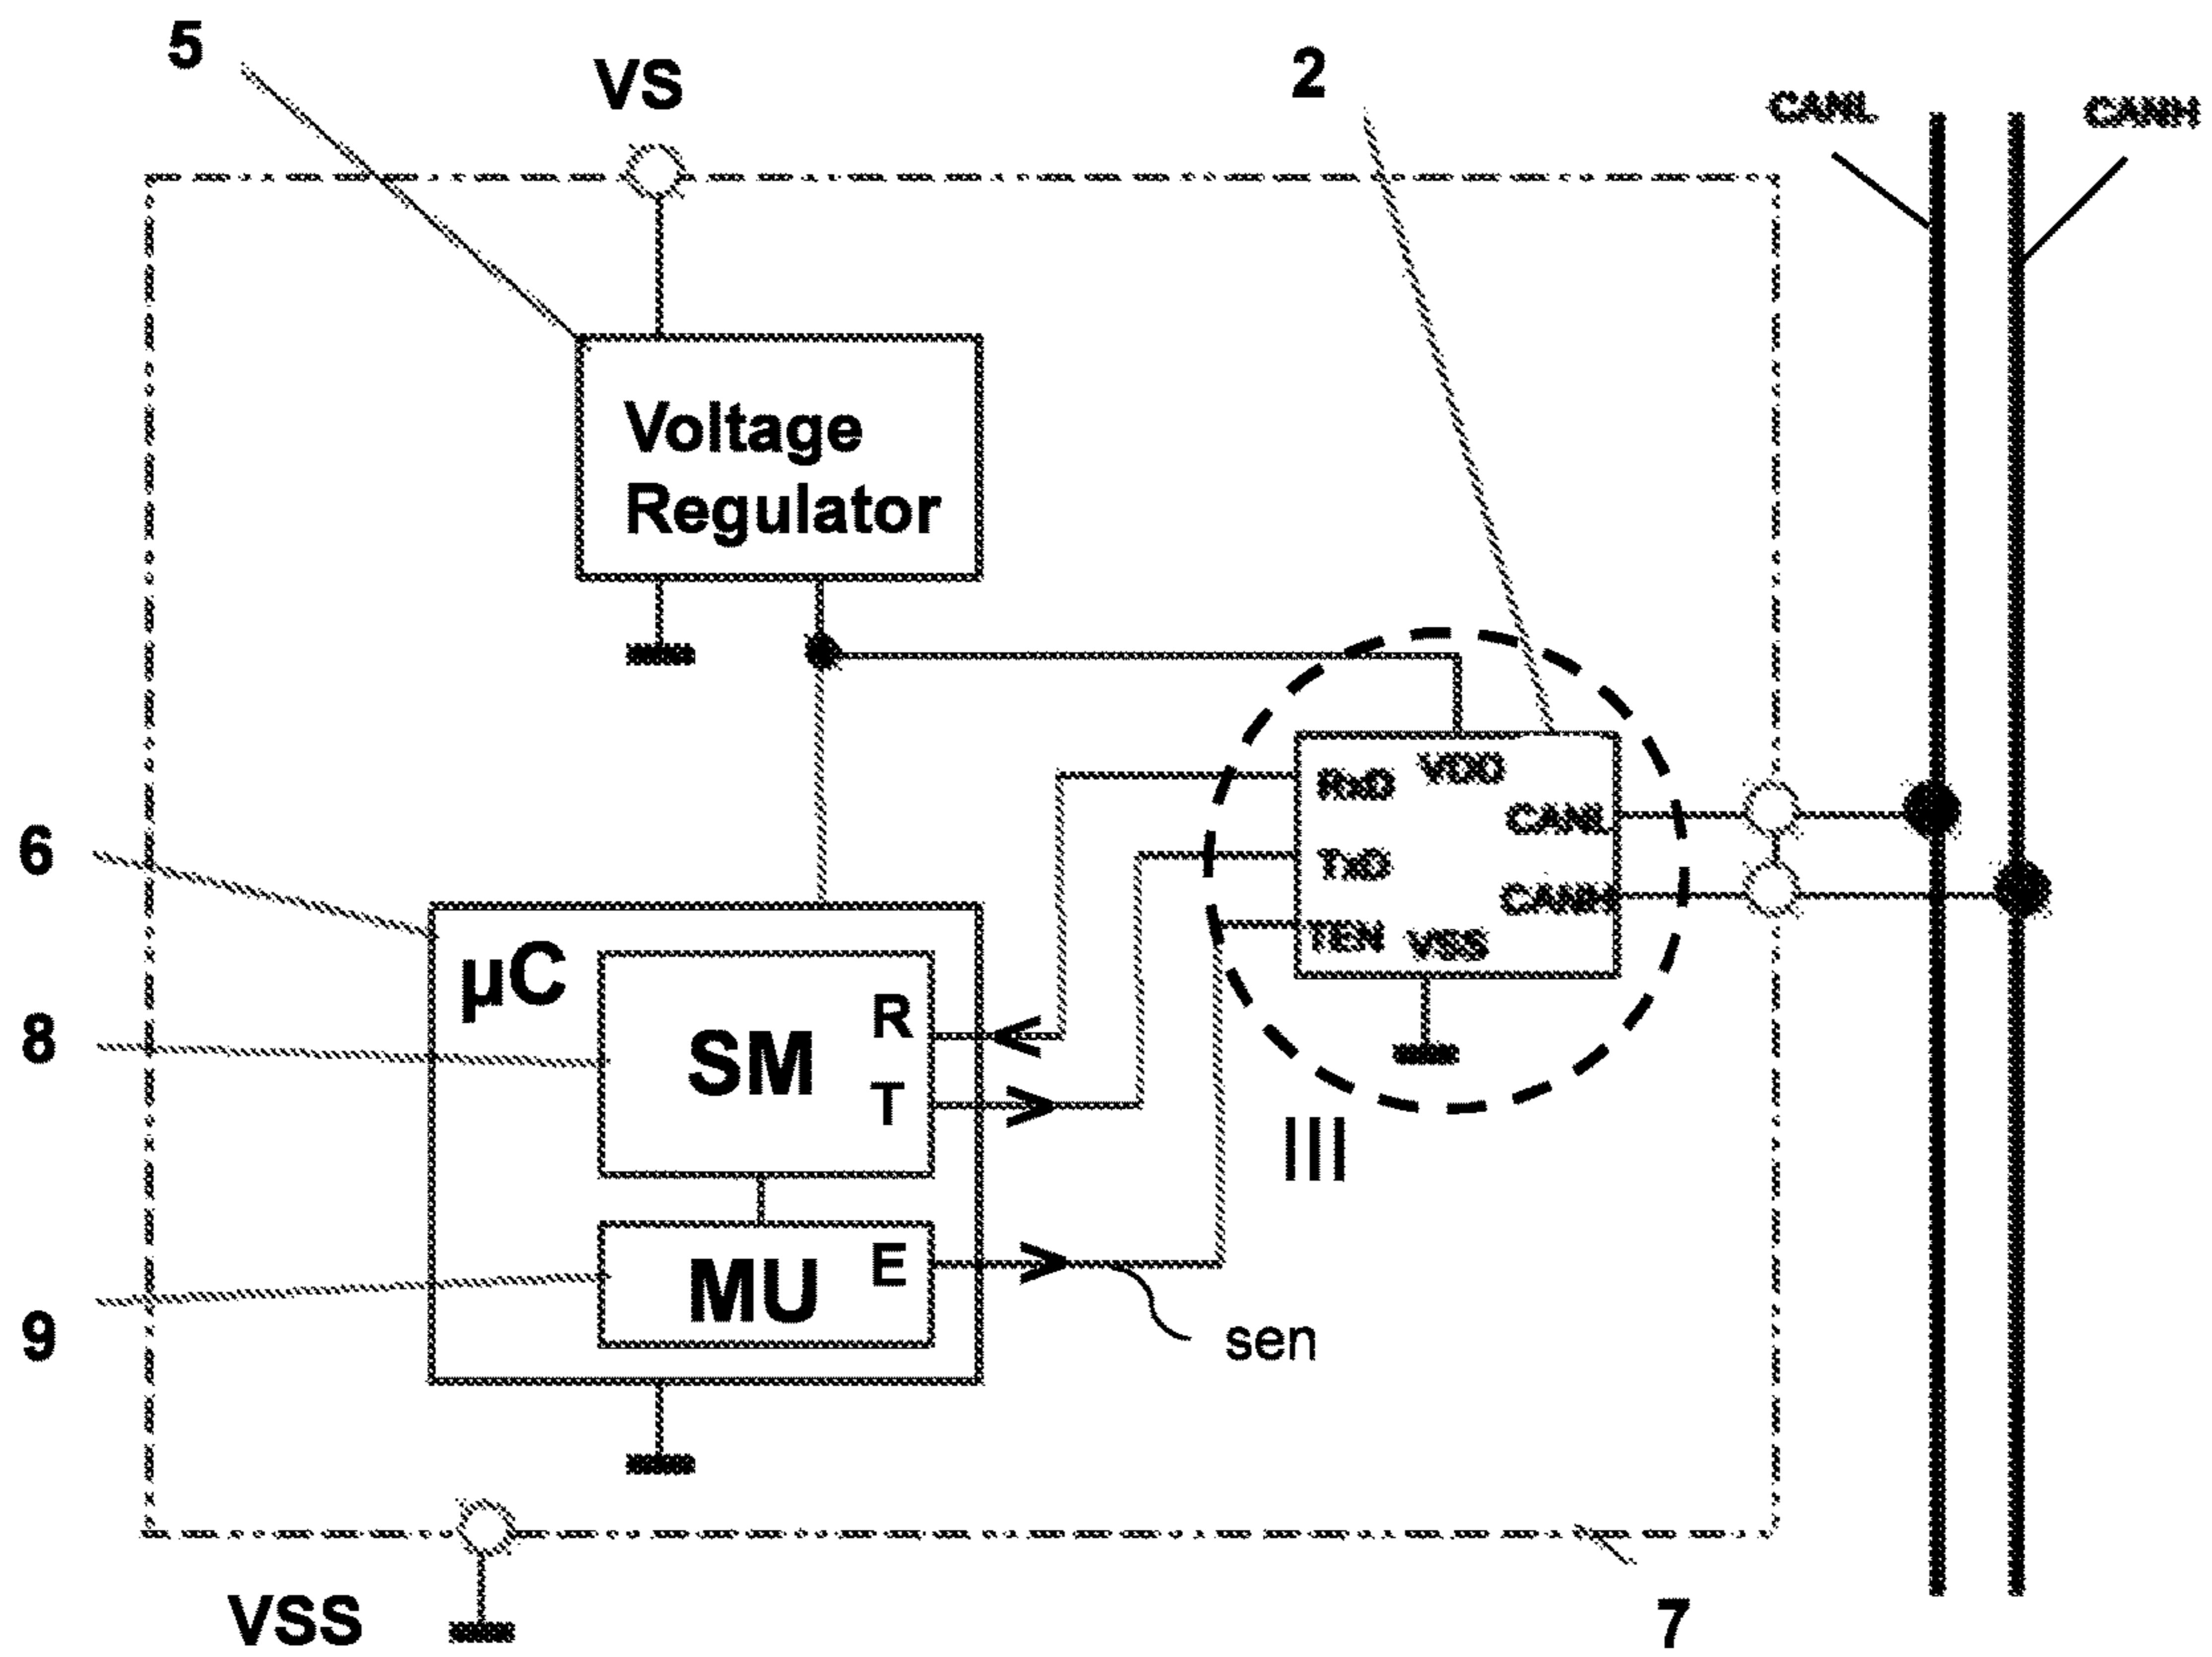 5
VS
2
CANL
CANH
Voltage
Regulator
RxD
VDD
CANL
TxD
CANH
TEN
VSS
6
µC
8
SM
R
T
III
9
MU
E
sen
VSS
7